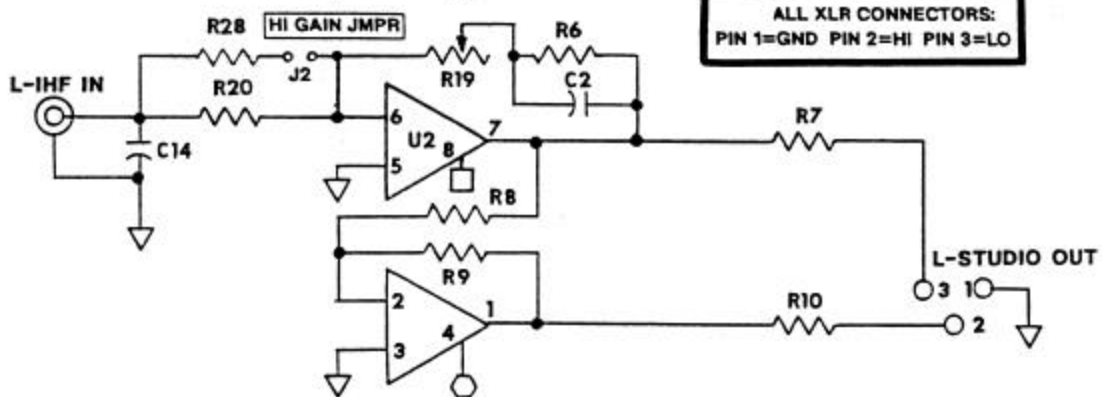 ALL XLR CONNECTORS:
PIN 1=GND PIN 2=HI PIN 3=LO
R28
HI GAIN JMPR
J2
R19
R6
C2
L-IHF IN
R20
C14
6
5
U2
8
7
R7
R8
R9
2
3
4
1
R10
L-STUDIO OUT
3 1
2